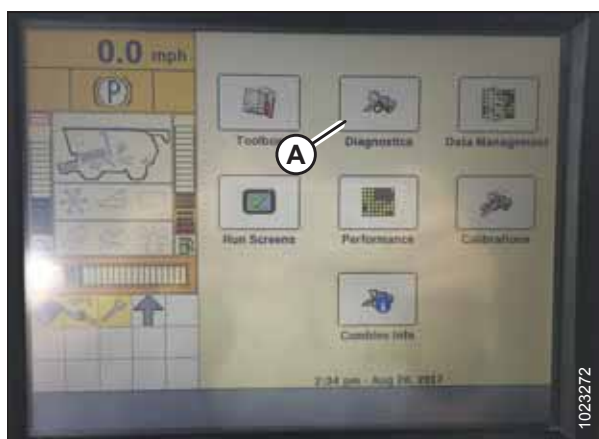 0.0 mph
(P)
Toolbox
Diagnostics
Data Management
A
Run Screens
Performance
Calibrations
Combine Info
2:34 pm - Aug 28, 2017
1023272